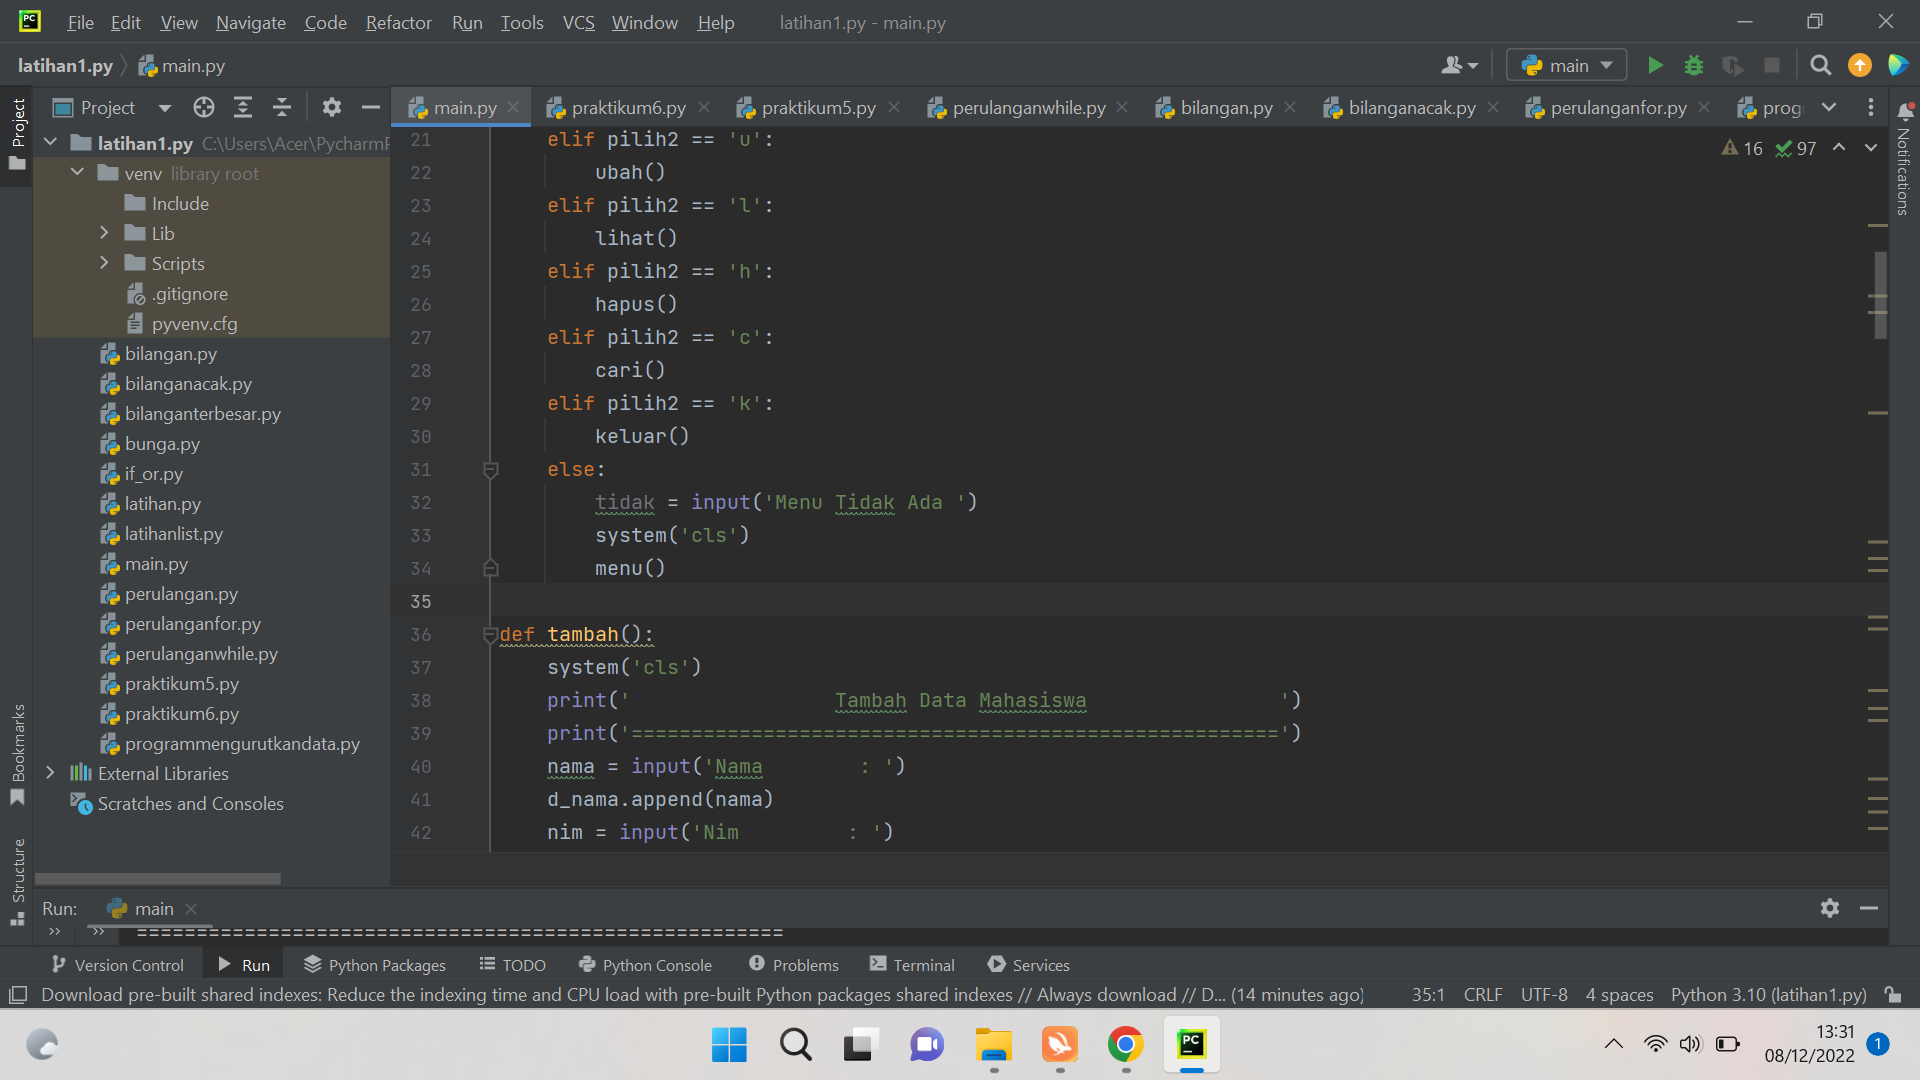 PC File Edit View Navigate Code Refactor Run Tools VCS Window Help latihan1.py - main.py
latihan1.py main.py main
Project main.py praktikum6.py praktikum5.py perulanganwhile.py bilangan.py bilanganacak.py perulanganfor.py prog
Project
latihan1.py C:\Users\Acer\PycharmP
venv library root
Include
Lib
Scripts
.gitignore
pyvenv.cfg
bilangan.py
bilanganacak.py
bilanganterbesar.py
bunga.py
if_or.py
latihan.py
latihanlist.py
main.py
perulangan.py
perulanganfor.py
perulanganwhile.py
praktikum5.py
praktikum6.py
programmengurutkandata.py
External Libraries
Scratches and Consoles
Bookmarks
Structure
16 97
Notifications
21 elif pilih2 == 'u':
22 ubah()
23 elif pilih2 == 'l':
24 lihat()
25 elif pilih2 == 'h':
26 hapus()
27 elif pilih2 == 'c':
28 cari()
29 elif pilih2 == 'k':
30 keluar()
31 else:
32 tidak = input('Menu Tidak Ada ')
33 system('cls')
34 menu()
35
36 def tambah():
37 system('cls')
38 print('                 Tambah Data Mahasiswa                ')
39 print('======================================================')
40 nama = input('Nama        : ')
41 d_nama.append(nama)
42 nim = input('Nim         : ')
Run: main
>> >> ======================================================
Version Control Run Python Packages TODO Python Console Problems Terminal Services
Download pre-built shared indexes: Reduce the indexing time and CPU load with pre-built Python packages shared indexes // Always download // D... (14 minutes ago) 35:1 CRLF UTF-8 4 spaces Python 3.10 (latihan1.py)
PC
13:31
08/12/2022
1